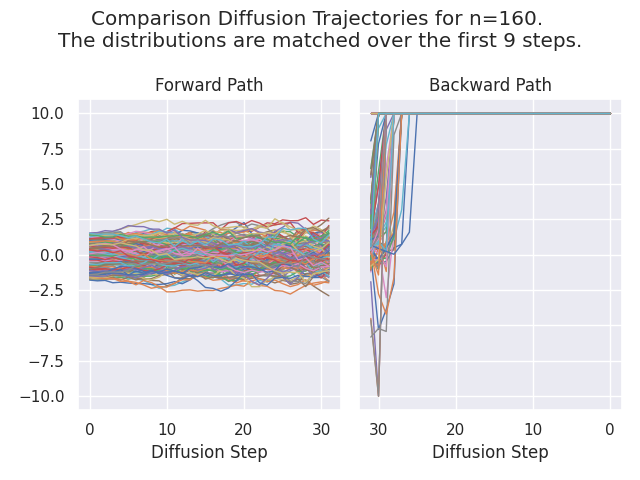 Comparison Diffusion Trajectories for n=160.
The distributions are matched over the first 9 steps.
Forward Path
Backward Path
10.0
7.5
5.0
2.5
0.0
−2.5
−5.0
−7.5
−10.0
0 10 20 30
30 20 10 0
Diffusion Step
Diffusion Step